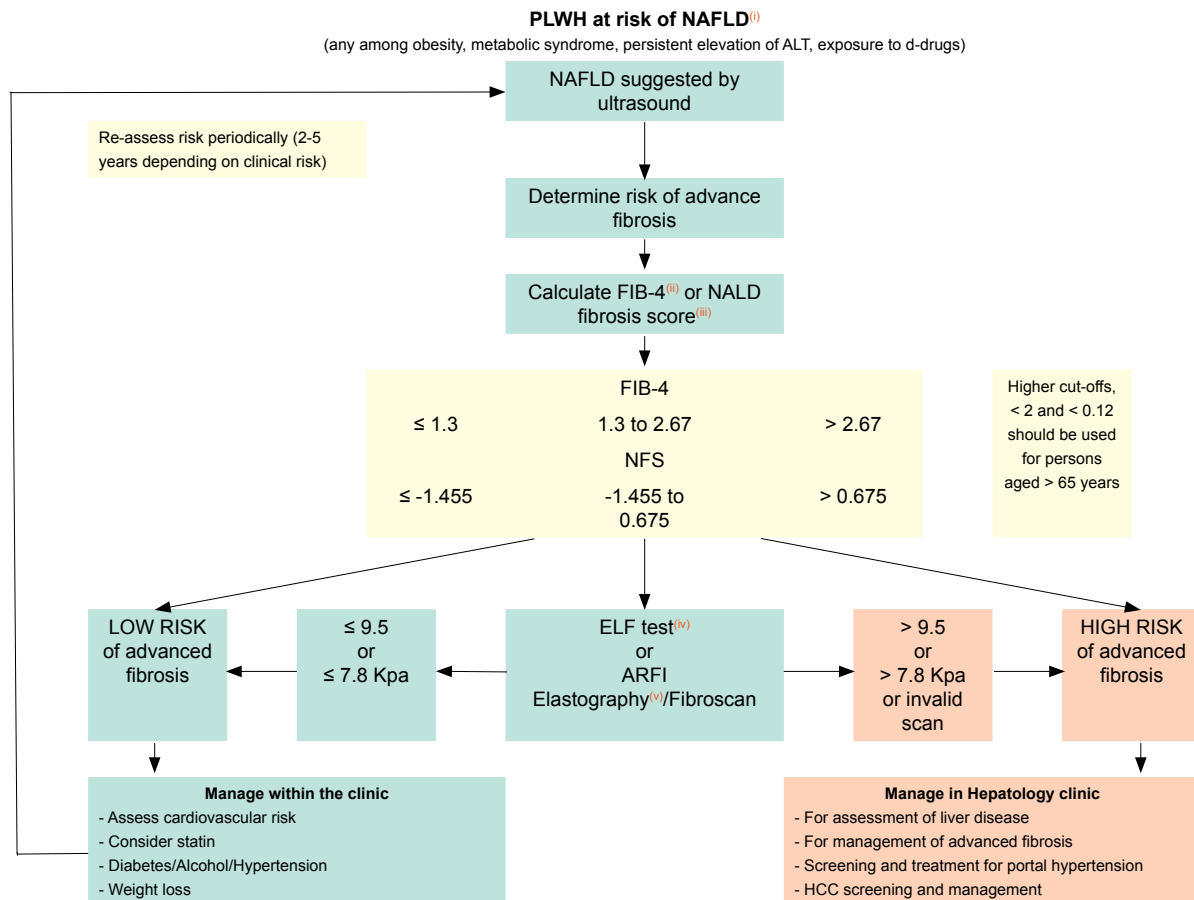 PLWH at risk of NAFLD(i)
(any among obesity, metabolic syndrome, persistent elevation of ALT, exposure to d-drugs)
NAFLD suggested by
ultrasound
Re-assess risk periodically (2-5
years depending on clinical risk)
Determine risk of advance
fibrosis
Calculate FIB-4(ii) or NALD
fibrosis score(iii)
FIB-4
≤ 1.3 1.3 to 2.67 > 2.67
NFS
≤ -1.455 -1.455 to > 0.675
0.675
Higher cut-offs,
< 2 and < 0.12
should be used
for persons
aged > 65 years
LOW RISK
of advanced
fibrosis
≤ 9.5
or
≤ 7.8 Kpa
ELF test(iv)
or
ARFI
Elastography(v)/Fibroscan
> 9.5
or
> 7.8 Kpa
or invalid
scan
HIGH RISK
of advanced
fibrosis
Manage within the clinic
- Assess cardiovascular risk
- Consider statin
- Diabetes/Alcohol/Hypertension
- Weight loss
Manage in Hepatology clinic
- For assessment of liver disease
- For management of advanced fibrosis
- Screening and treatment for portal hypertension
- HCC screening and management